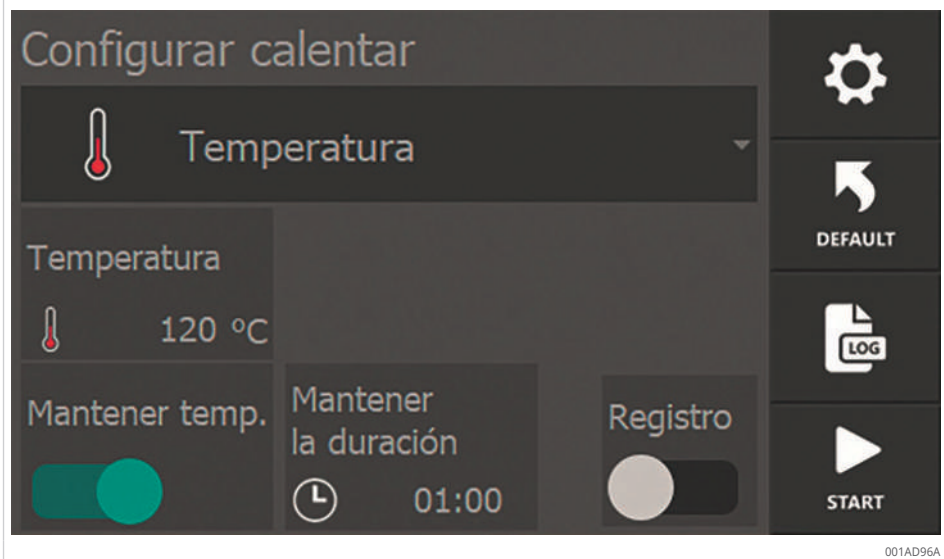 Configurar calentar
Temperatura
DEFAULT
Temperatura
120 °C
LOG
Mantener temp.
Mantener
la duración
01:00
Registro
START
001AD96A